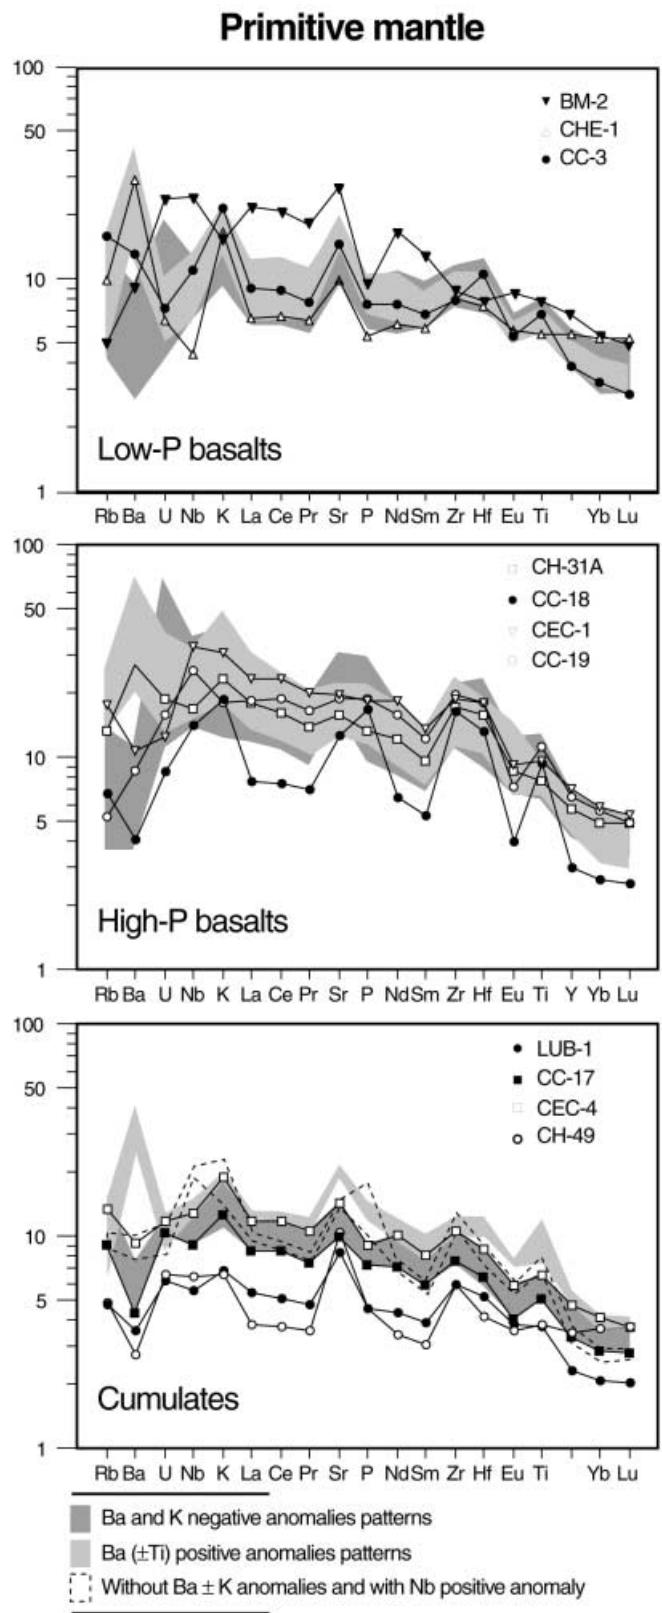 Primitive mantle
100
50
10
5
1
BM-2
CHE-1
CC-3
Low-P basalts
Rb Ba U Nb K La Ce Pr Sr P Nd Sm Zr Hf Eu Ti Y Yb Lu
100
50
10
5
1
CH-31A
CC-18
CEC-1
CC-19
High-P basalts
Rb Ba U Nb K La Ce Pr Sr P Nd Sm Zr Hf Eu Ti Y Yb Lu
100
50
10
5
1
LUB-1
CC-17
CEC-4
CH-49
Cumulates
Rb Ba U Nb K La Ce Pr Sr P Nd Sm Zr Hf Eu Ti Y Yb Lu
Ba and K negative anomalies patterns
Ba (±Ti) positive anomalies patterns
Without Ba ± K anomalies and with Nb positive anomaly